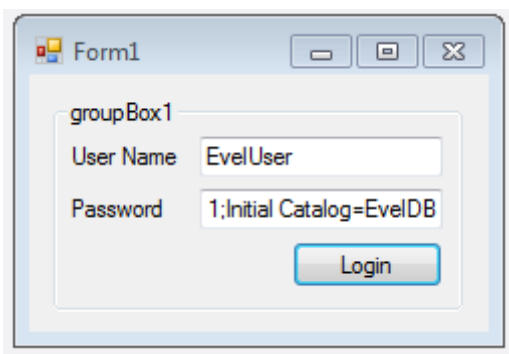 Form1
groupBox1
User Name EvelUser
Password 1;Initial Catalog=EvelDB
Login